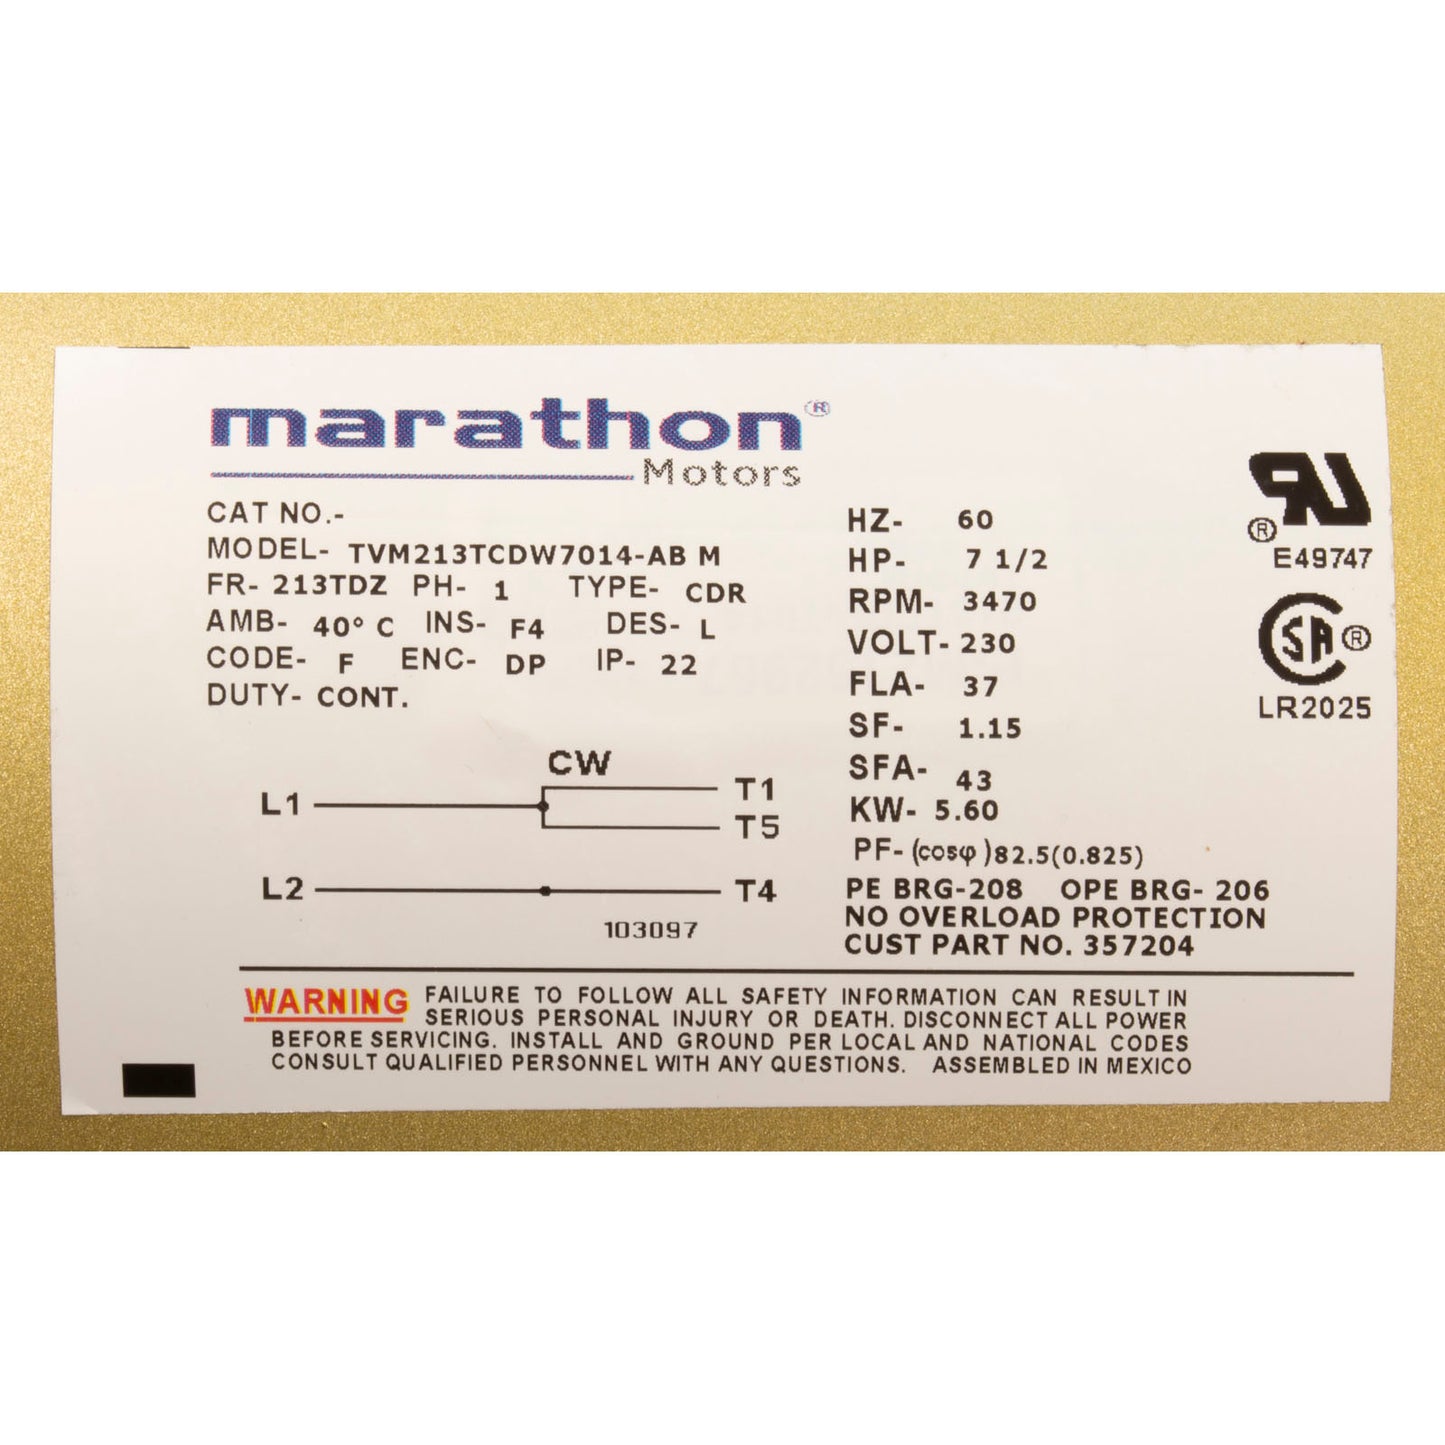 marathon®
Motors
CAT NO.-
MODEL- TVM213TCDW7014-AB M
FR- 213TDZ PH- 1 TYPE- CDR
AMB- 40° C INS- F4 DES- L
CODE- F ENC- DP IP- 22
DUTY- CONT.
CW
L1 T1
T5
L2 T4
103097
HZ- 60
HP- 7 1/2
RPM- 3470
VOLT- 230
FLA- 37
SF- 1.15
SFA- 43
KW- 5.60
PF- (cosφ)82.5(0.825)
PE BRG-208 OPE BRG- 206
NO OVERLOAD PROTECTION
CUST PART NO. 357204
RU ®
E49747
CSA ®
LR2025
WARNING FAILURE TO FOLLOW ALL SAFETY INFORMATION CAN RESULT IN
SERIOUS PERSONAL INJURY OR DEATH. DISCONNECT ALL POWER
BEFORE SERVICING. INSTALL AND GROUND PER LOCAL AND NATIONAL CODES
CONSULT QUALIFIED PERSONNEL WITH ANY QUESTIONS. ASSEMBLED IN MEXICO